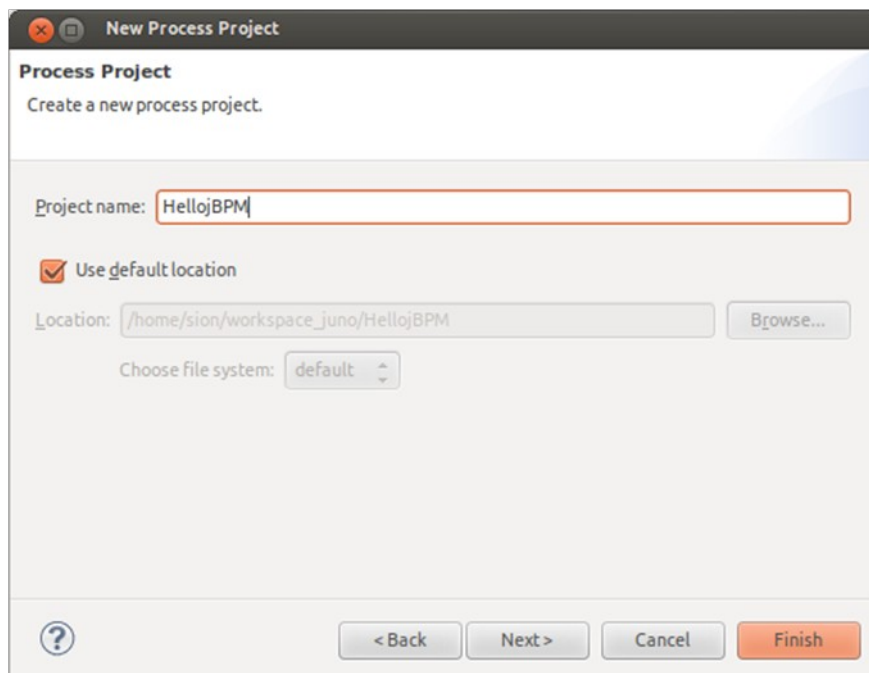 New Process Project
Process Project
Create a new process project.
Project name: HellojBPM
Use default location
Location: /home/sion/workspace_juno/HellojBPM Browse...
Choose file system: default
? < Back Next > Cancel Finish